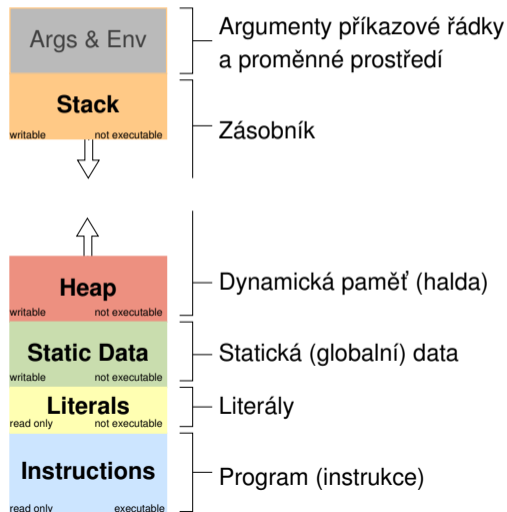 Args & Env
Argumenty příkazové řádky
a proměnné prostředí
Stack
writable not executable
Zásobník
Heap
writable not executable
Dynamická paměť (halda)
Static Data
writable not executable
Statická (globalní) data
Literals
read only not executable
Literály
Instructions
read only executable
Program (instrukce)